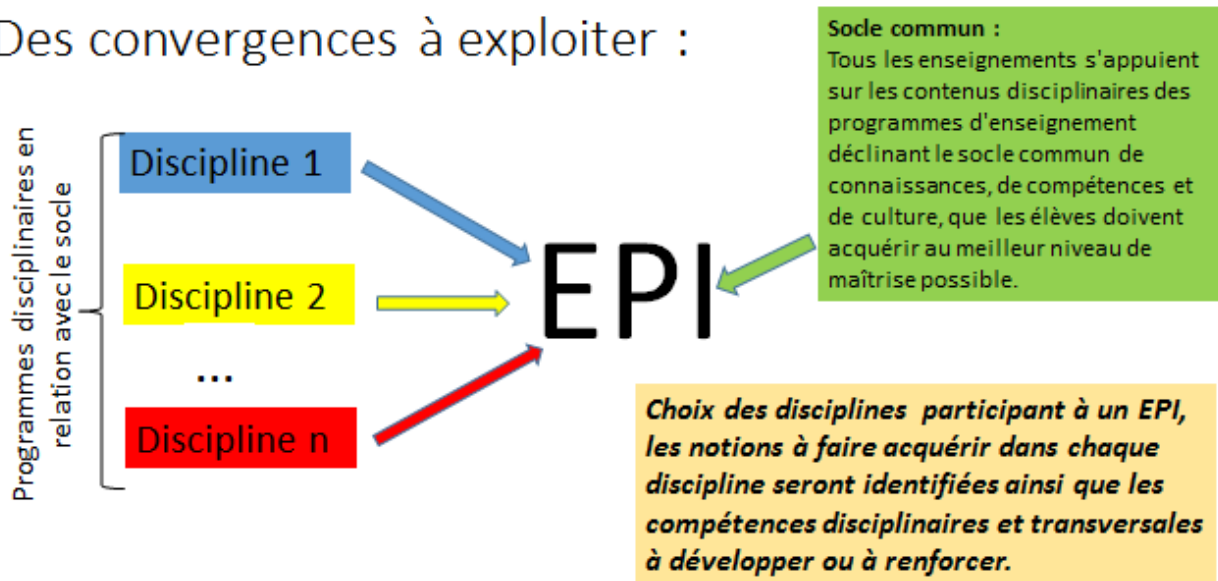 Des convergences à exploiter :
Programmes disciplinaires en
relation avec le socle
Discipline 1
Discipline 2
...
Discipline n
EPI
Socle commun :
Tous les enseignements s'appuient
sur les contenus disciplinaires des
programmes d'enseignement
déclinant le socle commun de
connaissances, de compétences et
de culture, que les élèves doivent
acquérir au meilleur niveau de
maîtrise possible.
Choix des disciplines participant à un EPI,
les notions à faire acquérir dans chaque
discipline seront identifiées ainsi que les
compétences disciplinaires et transversales
à développer ou à renforcer.